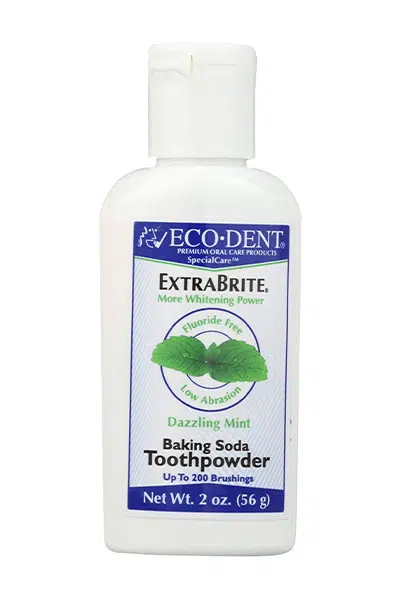 ECO•DENT®
PREMIUM ORAL CARE PRODUCTS
SpecialCare™
EXTRABRITE®
More Whitening Power
Fluoride Free
Low Abrasion
Dazzling Mint
Baking Soda
Toothpowder
Up To 200 Brushings
Net Wt. 2 oz. (56 g)